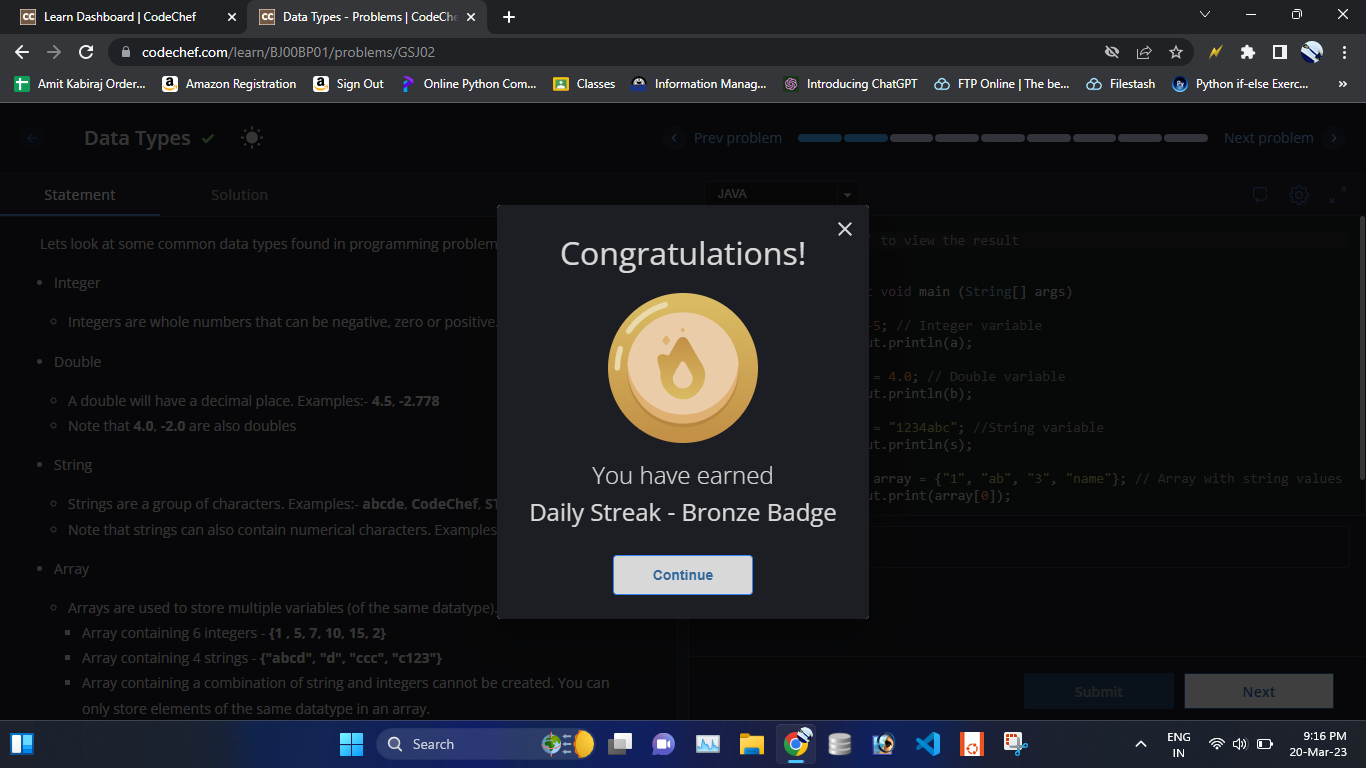 Learn Dashboard | CodeChef
Data Types - Problems | CodeChe
codechef.com/learn/BJ00BP01/problems/GSJ02
Amit Kabiraj Order...
Amazon Registration
Sign Out
Online Python Com...
Classes
Information Manag...
Introducing ChatGPT
FTP Online | The be...
Filestash
Python if-else Exerc...
»
Data Types
Prev problem
Next problem
Statement
Solution
JAVA
Lets look at some common data types found in programming problem
Integer
Integers are whole numbers that can be negative, zero or positive.
Double
A double will have a decimal place. Examples:- 4.5, -2.778
Note that 4.0, -2.0 are also doubles
String
Strings are a group of characters. Examples:- abcde, CodeChef, ST
Note that strings can also contain numerical characters. Examples
Array
Arrays are used to store multiple variables (of the same datatype).
Array containing 6 integers - {1 , 5, 7, 10, 15, 2}
Array containing 4 strings - {"abcd", "d", "ccc", "c123"}
Array containing a combination of string and integers cannot be created. You can
only store elements of the same datatype in an array.
Congratulations!
You have earned
Daily Streak - Bronze Badge
Continue
to view the result
void main (String[] args)
-5; // Integer variable
ut.println(a);
= 4.0; // Double variable
ut.println(b);
= "1234abc"; //String variable
ut.println(s);
array = {"1", "ab", "3", "name"}; // Array with string values
ut.print(array[0]);
Submit
Next
Search
ENG
IN
9:16 PM
20-Mar-23